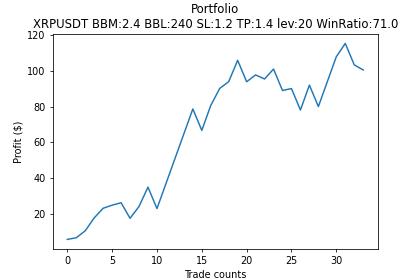 Portfolio
XRPUSDT BBM:2.4 BBL:240 SL:1.2 TP:1.4 lev:20 WinRatio:71.0
120
100
80
60
40
20
Profit ($)
0 5 10 15 20 25 30
Trade counts